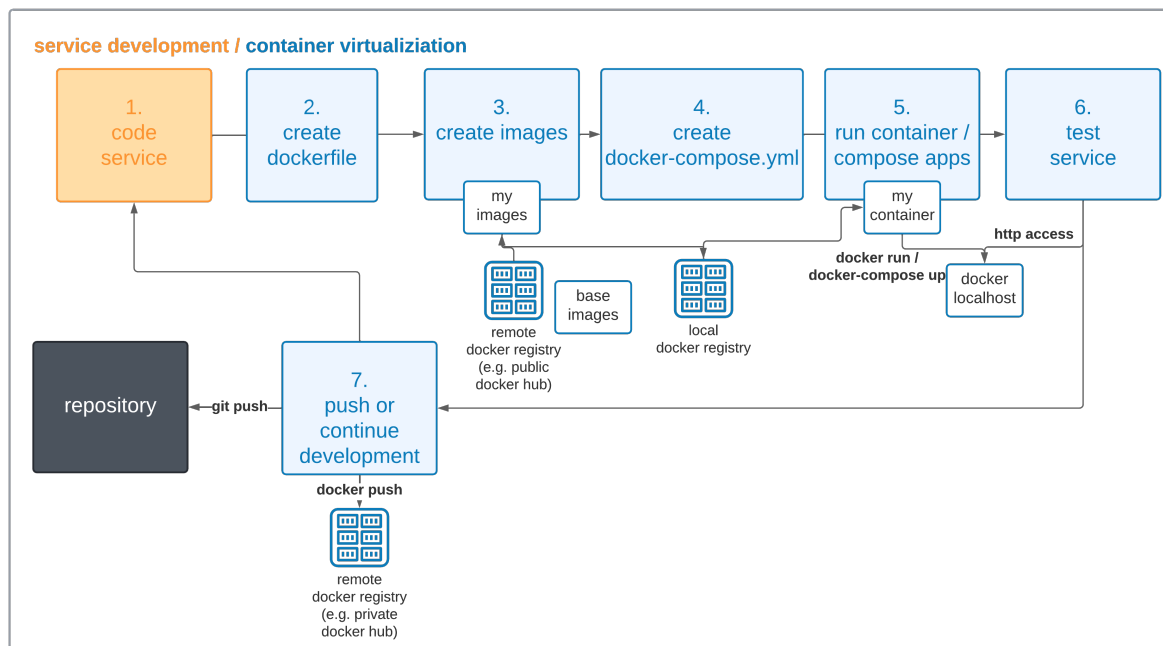 service development / container virtualiziation
1.
code
service
2.
create
dockerfile
3.
create images
4.
create
docker-compose.yml
5.
run container /
compose apps
6.
test
service
my
images
my
container
http access
docker run /
docker-compose up
docker
localhost
base
images
remote
docker registry
(e.g. public
docker hub)
local
docker registry
repository
git push
7.
push or
continue
development
docker push
remote
docker registry
(e.g. private
docker hub)